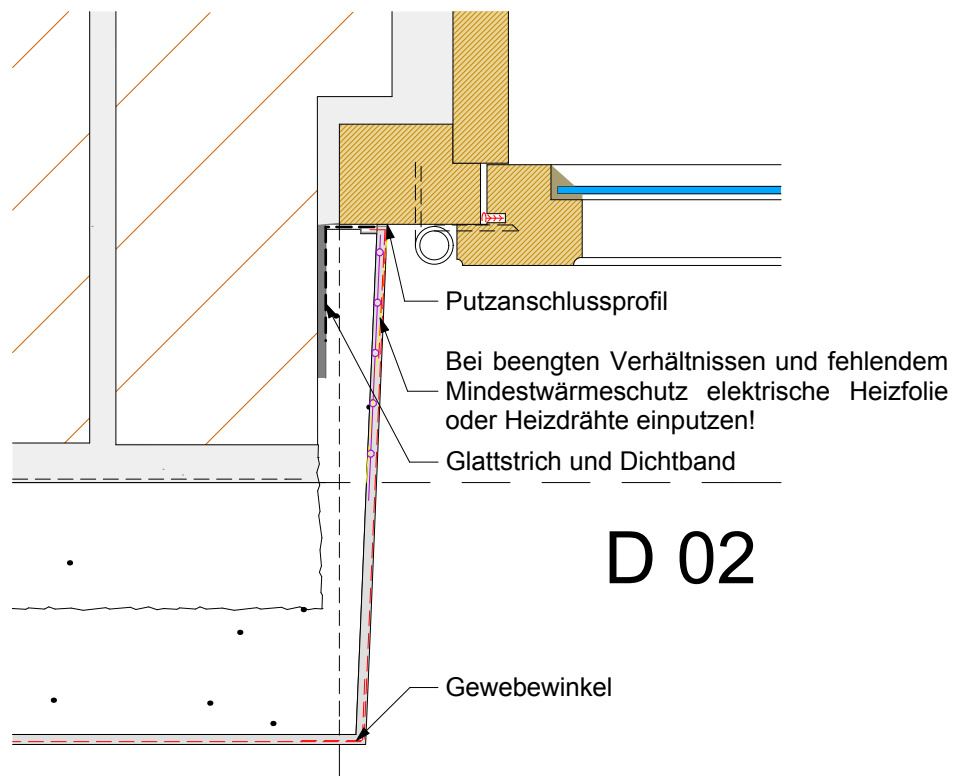 Putzanschlussprofil
Bei beengten Verhältnissen und fehlendem
Mindestwärmeschutz elektrische Heizfolie
oder Heizdrähte einputzen!
Glattstrich und Dichtband
D 02
Gewebewinkel